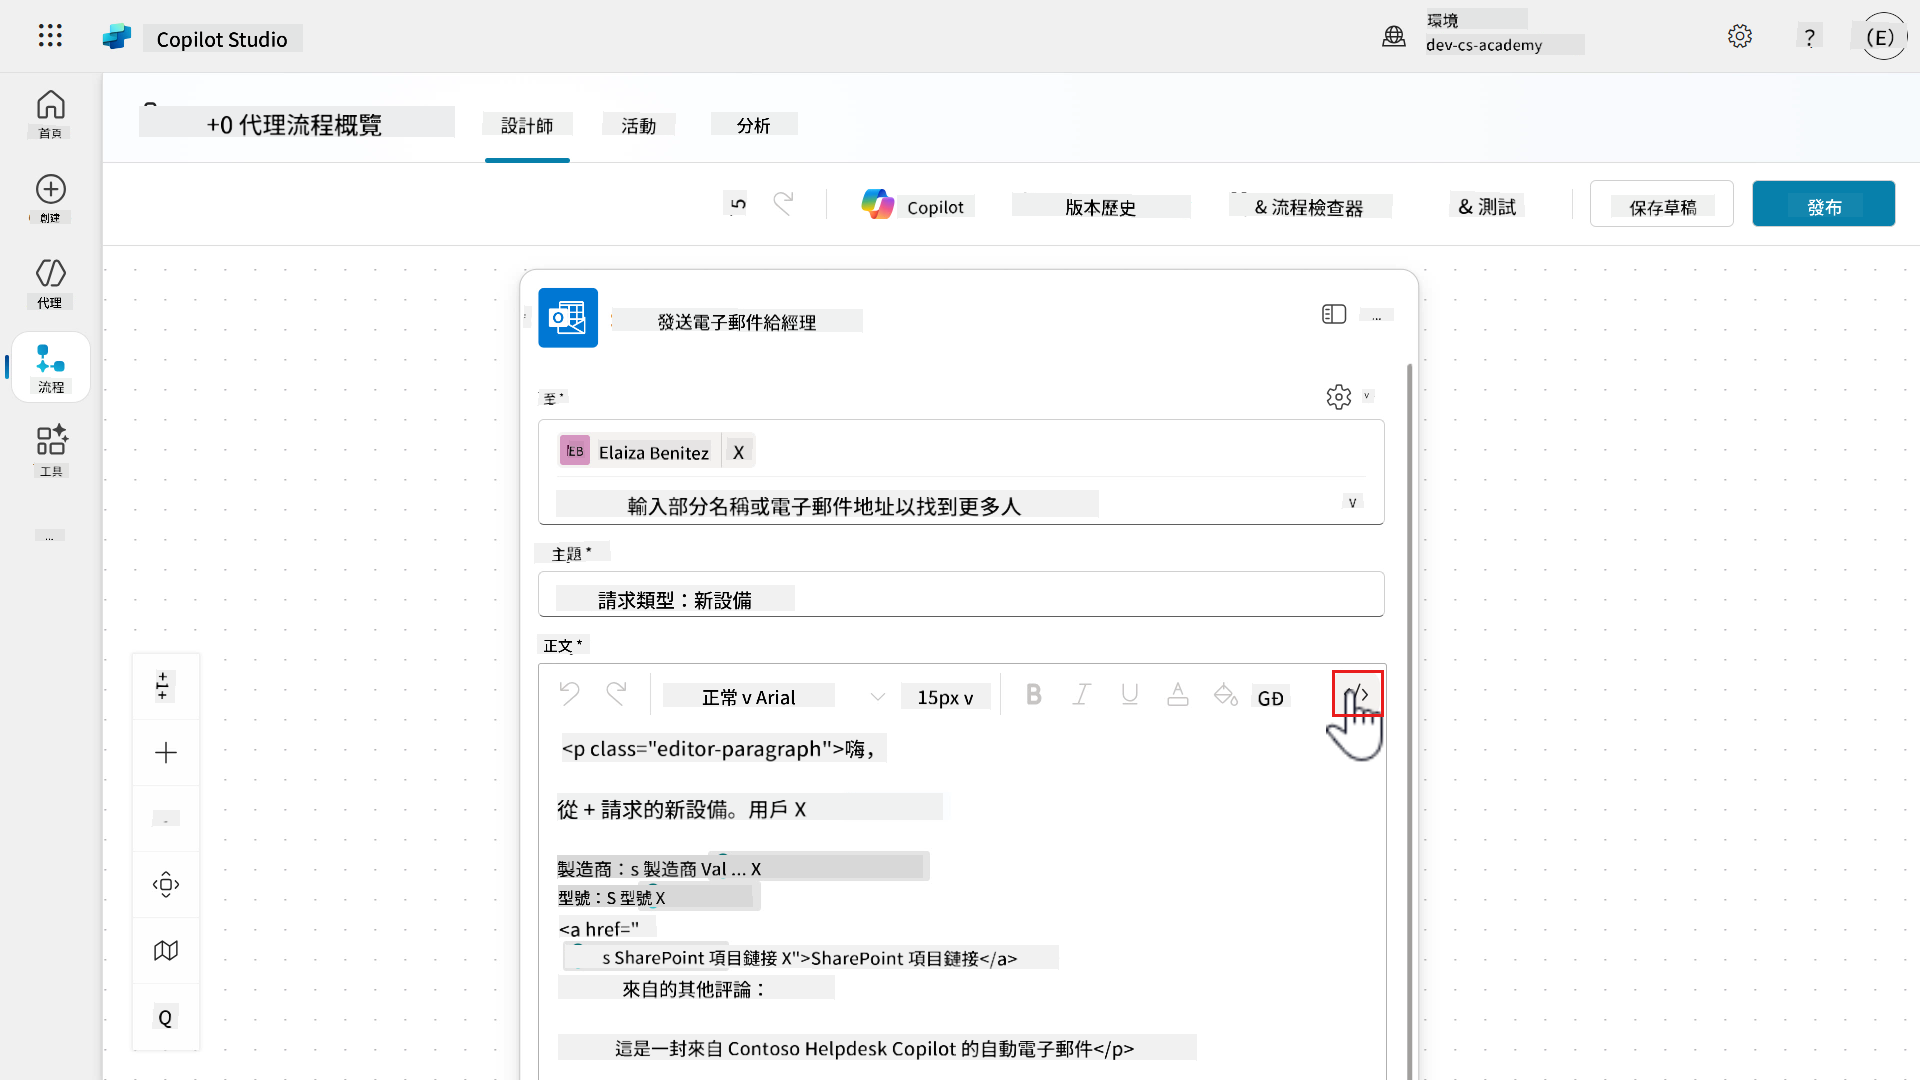 Copilot Studio
環境
dev-cs-academy
?
(E)
首頁
創建
代理
流程
工具
...
+0 代理流程概覽
設計師
活動
分析
5
Copilot
版本歷史
& 流程檢查器
& 測試
保存草稿
發布
發送電子郵件給經理
...
至 *
v
EB
Elaiza Benitez
X
輸入部分名稱或電子郵件地址以找到更多人
v
主題 *
請求類型：新設備
正文 *
正常 v Arial
15px v
B
I
U
A
GĐ
</>
<p class="editor-paragraph">嗨，
從 + 請求的新設備。用戶 X
製造商：s 製造商 Val ... X
型號：S 型號 X
<a href="
s SharePoint 項目鏈接 X">SharePoint 項目鏈接</a>
來自的其他評論：
這是一封來自 Contoso Helpdesk Copilot 的自動電子郵件</p>
Q